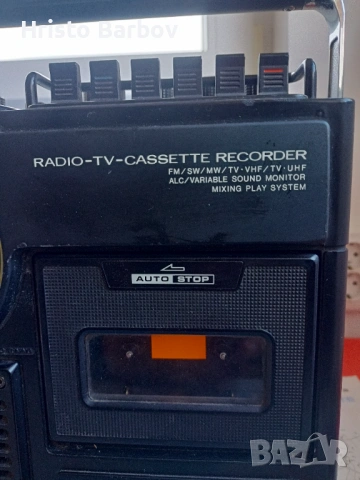 Hristo Barbov
RADIO-TV-CASSETTE RECORDER
FM/SW/MW/TV·VHF/TV·UHF
ALC/VARIABLE SOUND MONITOR
MIXING PLAY SYSTEM
AUTO STOP
BAZAR